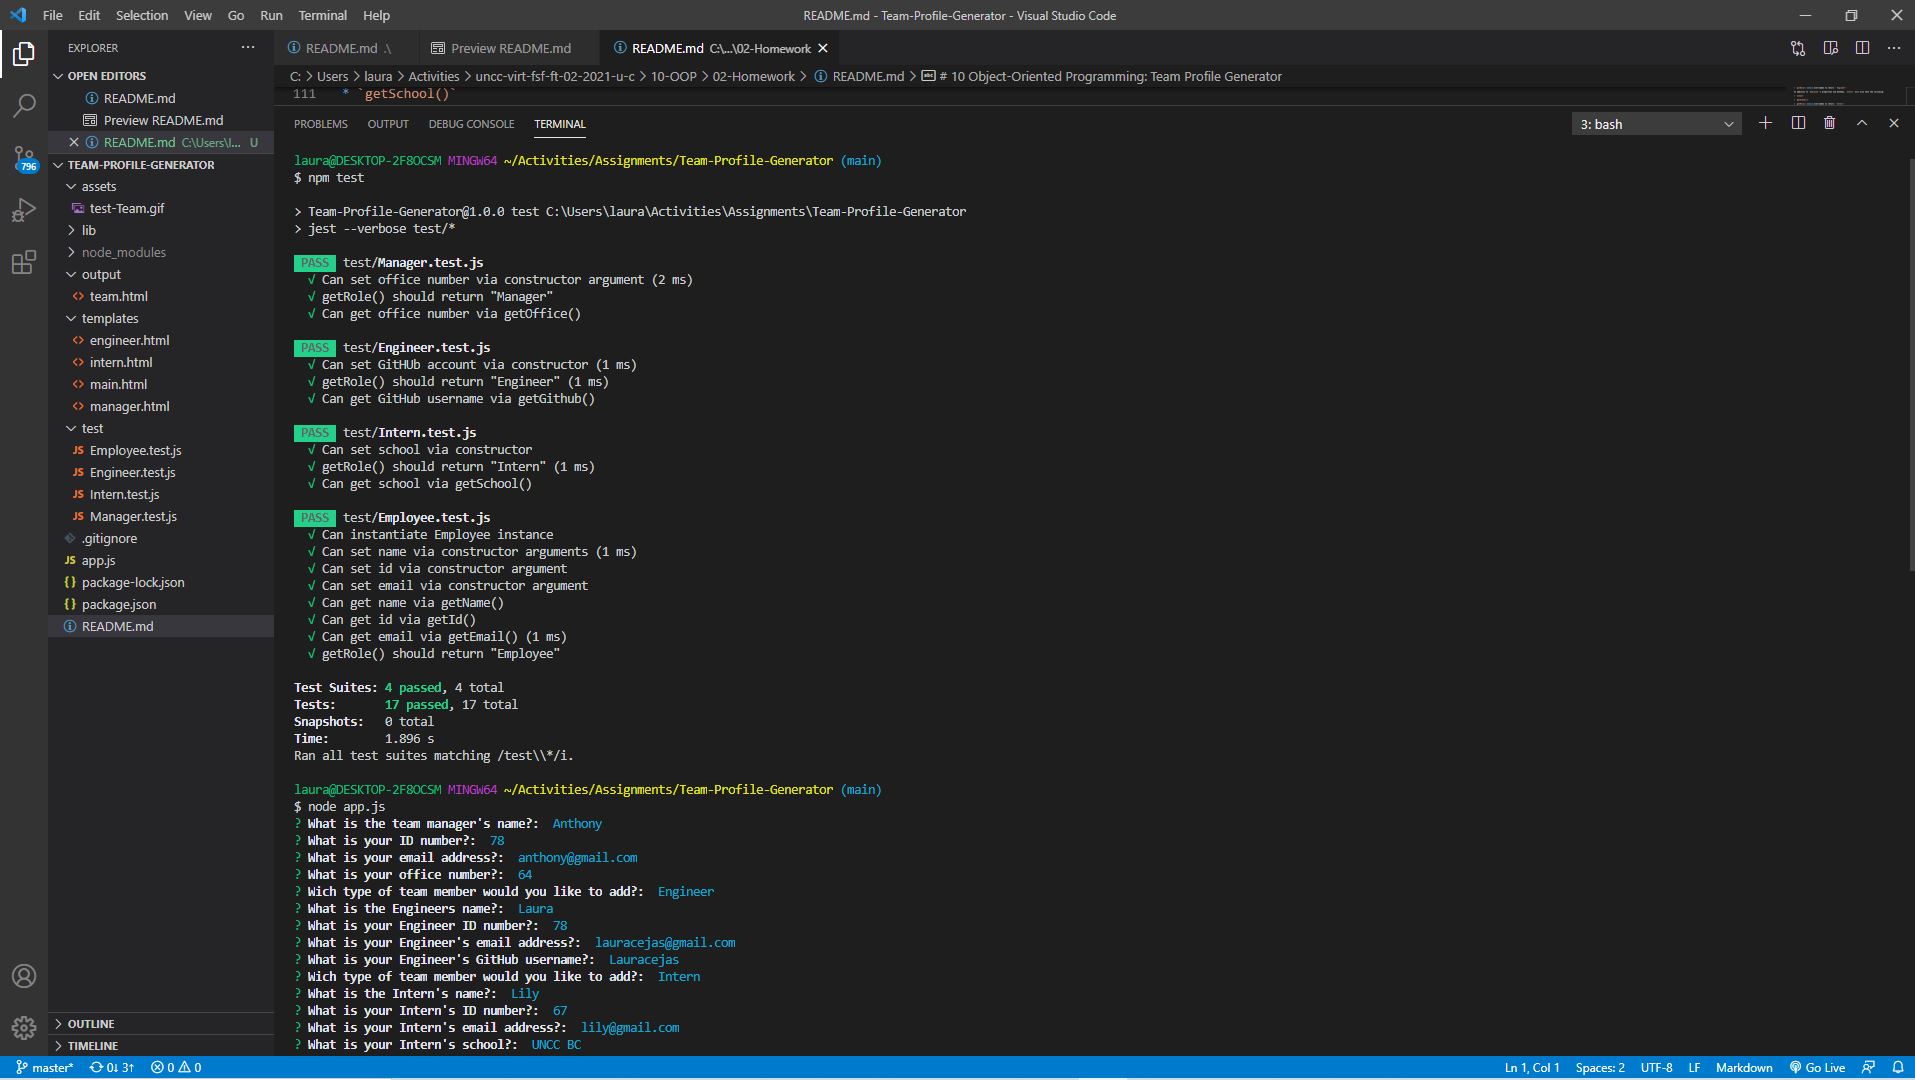 File Edit Selection View Go Run Terminal Help
README.md - Team-Profile-Generator - Visual Studio Code
EXPLORER
README.md .\
Preview README.md
README.md C:\...\02-Homework
OPEN EDITORS
README.md
Preview README.md
README.md C:\Users\l... U
796
TEAM-PROFILE-GENERATOR
assets
test-Team.gif
lib
node_modules
output
team.html
templates
engineer.html
intern.html
main.html
manager.html
test
Employee.test.js
Engineer.test.js
Intern.test.js
Manager.test.js
.gitignore
app.js
package-lock.json
package.json
README.md
OUTLINE
TIMELINE
C: > Users > laura > Activities > uncc-virt-fsf-ft-02-2021-u-c > 10-OOP > 02-Homework > README.md > # 10 Object-Oriented Programming: Team Profile Generator
111 * `getSchool()`
PROBLEMS OUTPUT DEBUG CONSOLE TERMINAL
3: bash
laura@DESKTOP-2F8OCSM MINGW64 ~/Activities/Assignments/Team-Profile-Generator (main)
$ npm test
> Team-Profile-Generator@1.0.0 test C:\Users\laura\Activities\Assignments\Team-Profile-Generator
> jest --verbose test/*
PASS test/Manager.test.js
√ Can set office number via constructor argument (2 ms)
√ getRole() should return "Manager"
√ Can get office number via getOffice()
PASS test/Engineer.test.js
√ Can set GitHUb account via constructor (1 ms)
√ getRole() should return "Engineer" (1 ms)
√ Can get GitHub username via getGithub()
PASS test/Intern.test.js
√ Can set school via constructor
√ getRole() should return "Intern" (1 ms)
√ Can get school via getSchool()
PASS test/Employee.test.js
√ Can instantiate Employee instance
√ Can set name via constructor arguments (1 ms)
√ Can set id via constructor argument
√ Can set email via constructor argument
√ Can get name via getName()
√ Can get id via getId()
√ Can get email via getEmail() (1 ms)
√ getRole() should return "Employee"
Test Suites: 4 passed, 4 total
Tests: 17 passed, 17 total
Snapshots: 0 total
Time: 1.896 s
Ran all test suites matching /test\\*/i.
laura@DESKTOP-2F8OCSM MINGW64 ~/Activities/Assignments/Team-Profile-Generator (main)
$ node app.js
? What is the team manager's name?: Anthony
? What is your ID number?: 78
? What is your email address?: anthony@gmail.com
? What is your office number?: 64
? Wich type of team member would you like to add?: Engineer
? What is the Engineers name?: Laura
? What is your Engineer ID number?: 78
? What is your Engineer's email address?: lauracejas@gmail.com
? What is your Engineer's GitHub username?: Lauracejas
? Wich type of team member would you like to add?: Intern
? What is the Intern's name?: Lily
? What is your Intern's ID number?: 67
? What is your Intern's email address?: lily@gmail.com
? What is your Intern's school?: UNCC BC
master* 0↓ 3↑ 0 0
Ln 1, Col 1 Spaces: 2 UTF-8 LF Markdown Go Live